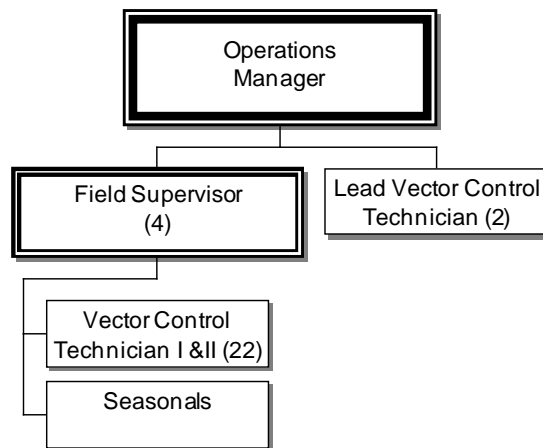 Operations
Manager
Field Supervisor
(4)
Lead Vector Control
Technician (2)
Vector Control
Technician I &II (22)
Seasonals